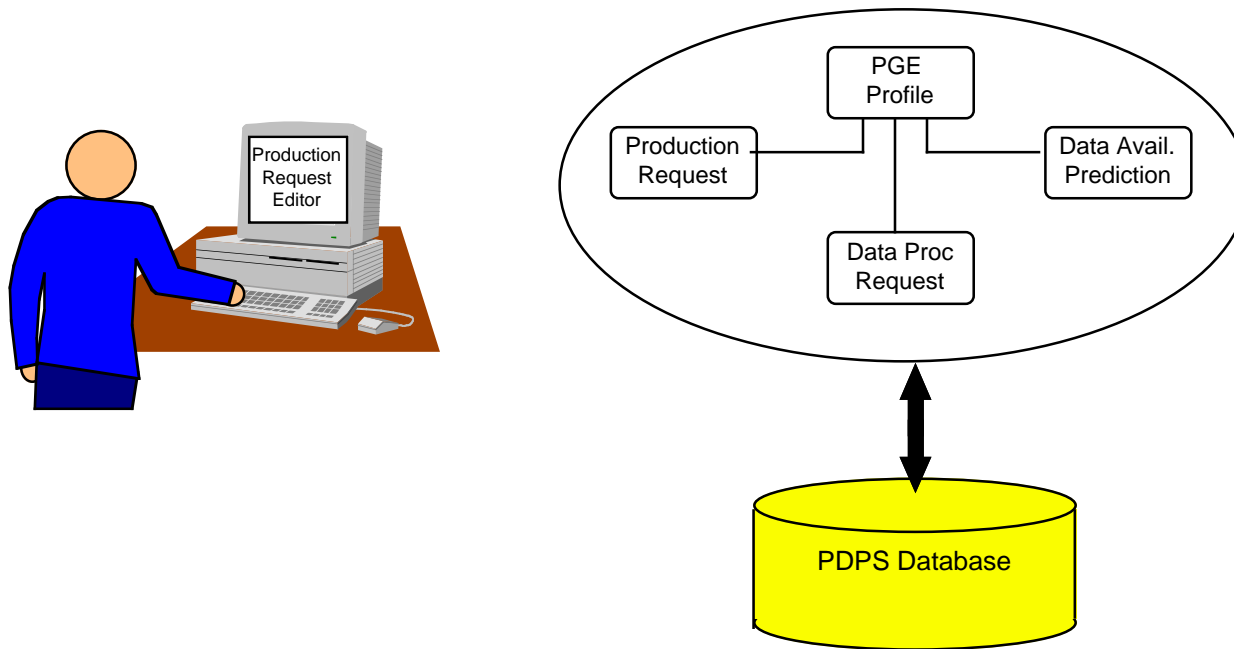 Production
Request
Editor
PGE
Profile
Production
Request
Data Avail.
Prediction
Data Proc
Request
PDPS Database